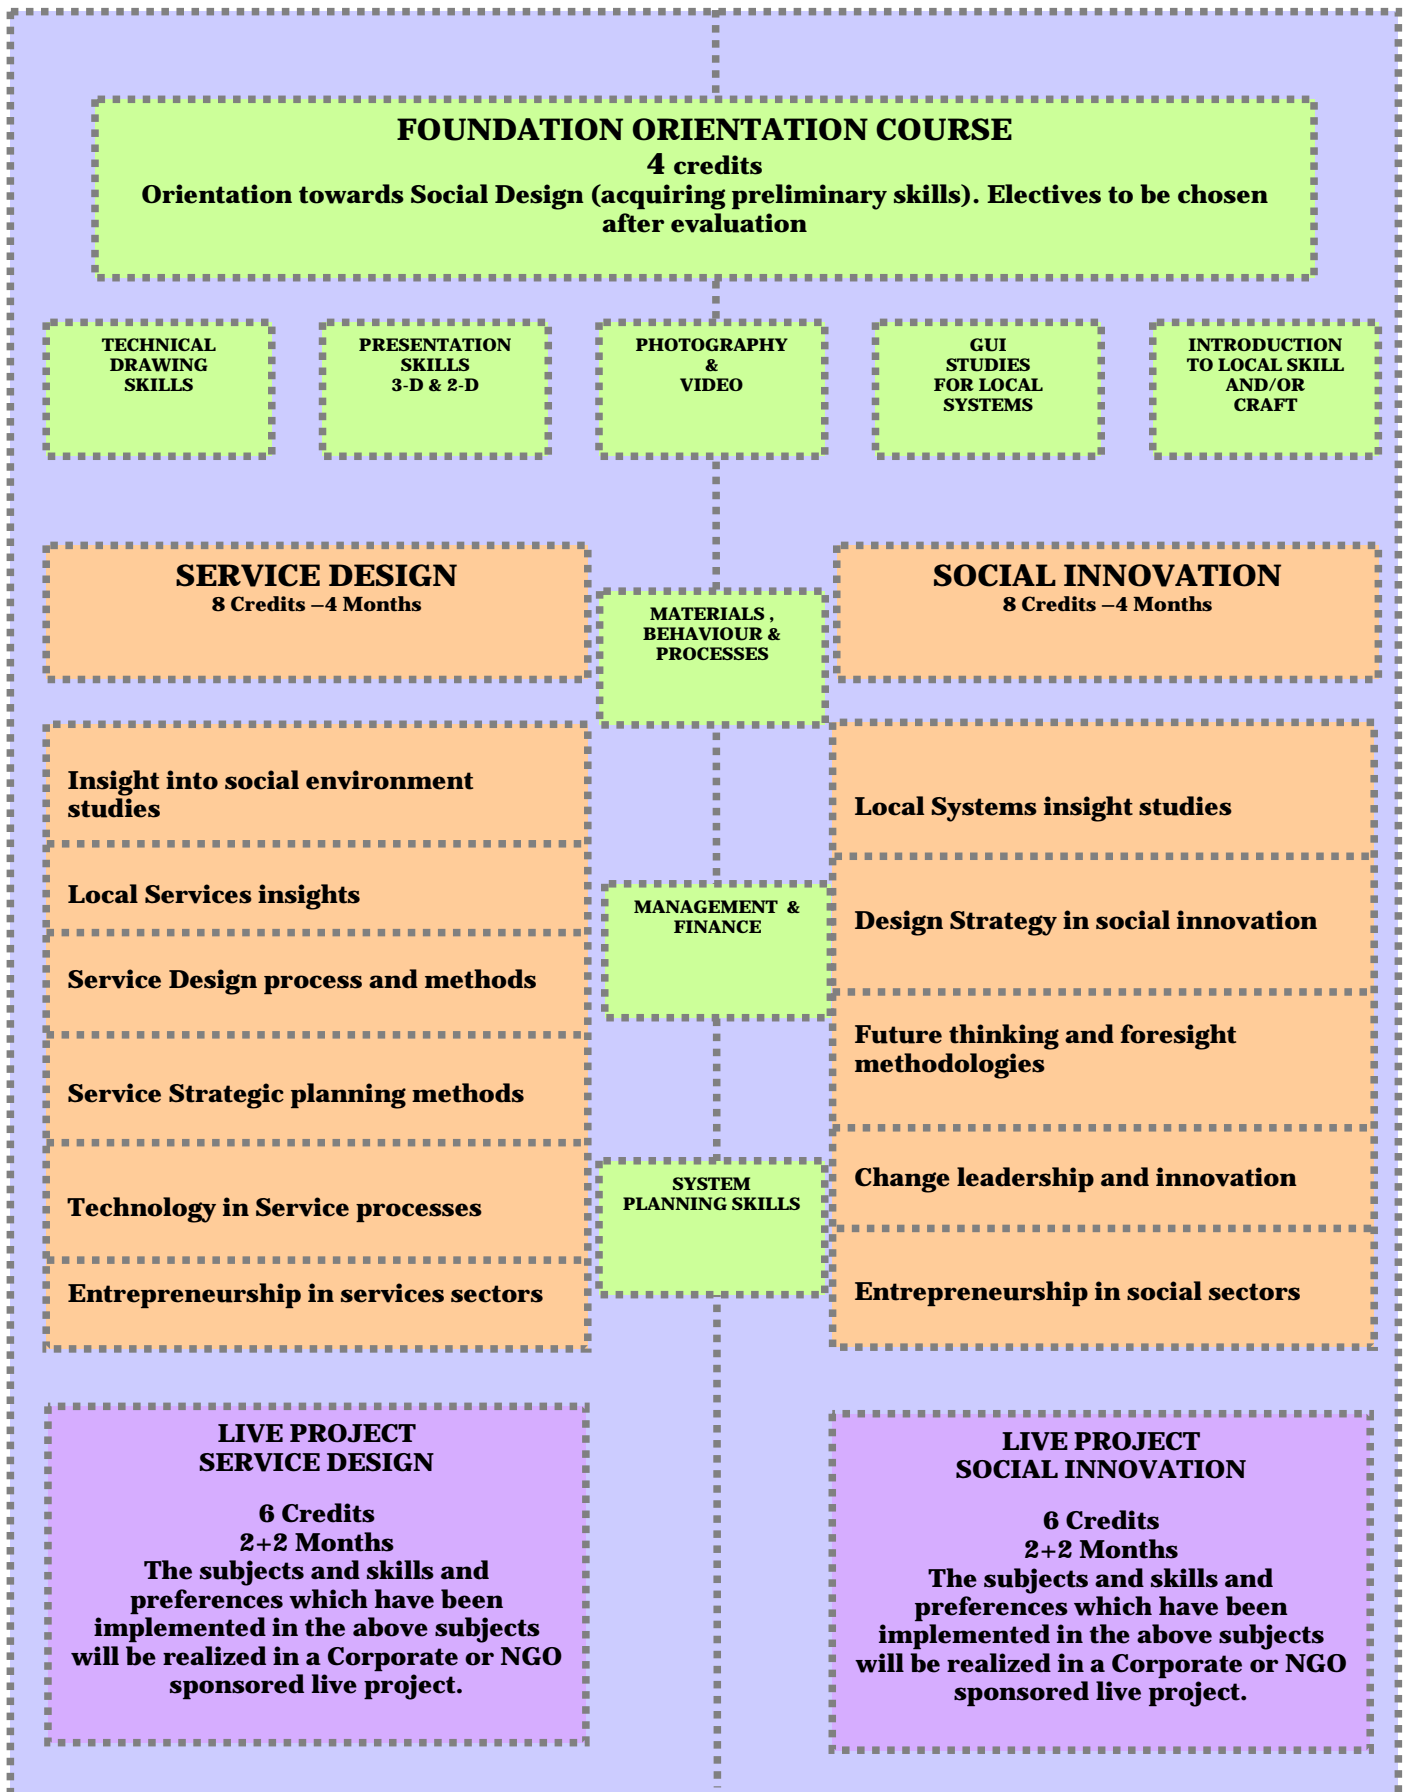 FOUNDATION ORIENTATION COURSE
4 credits
Orientation towards Social Design (acquiring preliminary skills). Electives to be chosen
after evaluation
TECHNICAL
DRAWING
SKILLS
PRESENTATION
SKILLS
3-D & 2-D
PHOTOGRAPHY
&
VIDEO
GUI
STUDIES
FOR LOCAL
SYSTEMS
INTRODUCTION
TO LOCAL SKILL
AND/OR
CRAFT
SERVICE DESIGN
8 Credits –4 Months
MATERIALS ,
BEHAVIOUR &
PROCESSES
SOCIAL INNOVATION
8 Credits –4 Months
Insight into social environment
studies
Local Services insights
Service Design process and methods
Service Strategic planning methods
Technology in Service processes
Entrepreneurship in services sectors
MANAGEMENT  &
FINANCE
SYSTEM
PLANNING SKILLS
Local Systems insight studies
Design Strategy in social innovation
Future thinking and foresight
methodologies
Change leadership and innovation
Entrepreneurship in social sectors
LIVE PROJECT
SERVICE DESIGN
6 Credits
2+2 Months
The subjects and skills and
preferences which have been
implemented in the above subjects
will be realized in a Corporate or NGO
sponsored live project.
LIVE PROJECT
SOCIAL INNOVATION
6 Credits
2+2 Months
The subjects and skills and
preferences which have been
implemented in the above subjects
will be realized in a Corporate or NGO
sponsored live project.